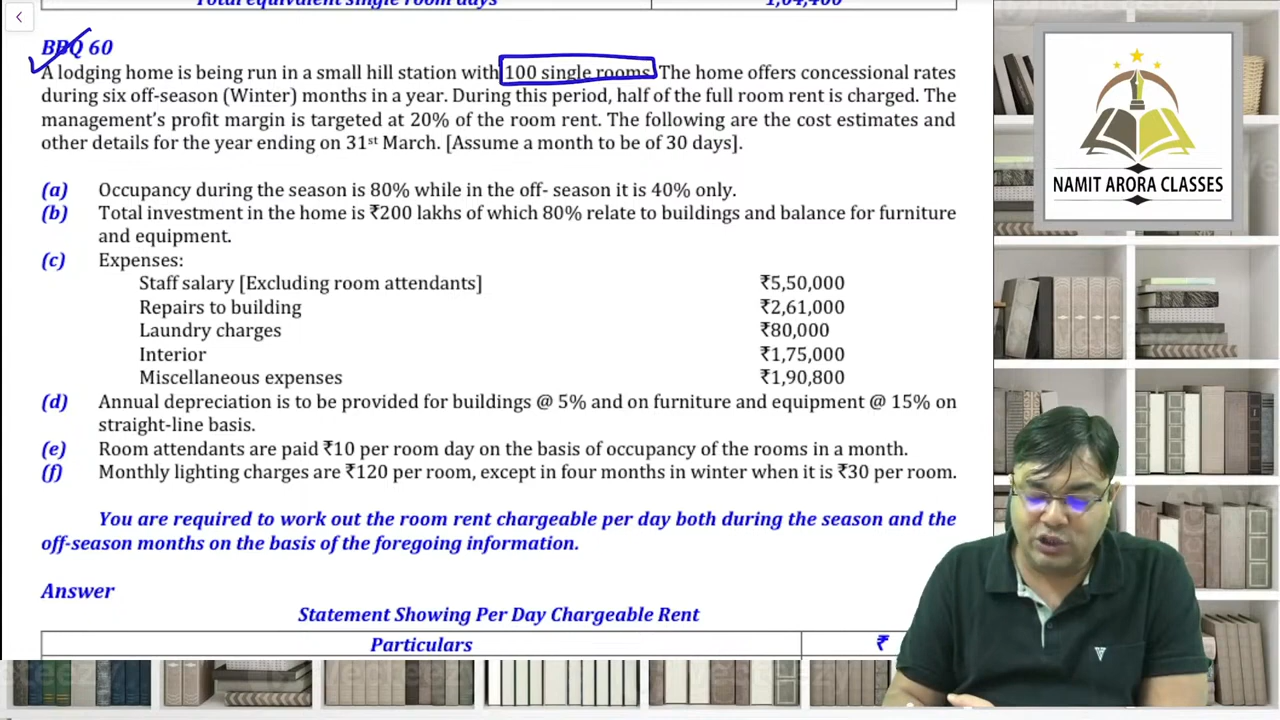 Total equivalent single room days 1,04,400
BBQ 60
A lodging home is being run in a small hill station with 100 single rooms. The home offers concessional rates
during six off-season (Winter) months in a year. During this period, half of the full room rent is charged. The
management's profit margin is targeted at 20% of the room rent. The following are the cost estimates and
other details for the year ending on 31st March. [Assume a month to be of 30 days].
(a) Occupancy during the season is 80% while in the off- season it is 40% only.
(b) Total investment in the home is ₹200 lakhs of which 80% relate to buildings and balance for furniture
and equipment.
(c) Expenses:
Staff salary [Excluding room attendants] ₹5,50,000
Repairs to building ₹2,61,000
Laundry charges ₹80,000
Interior ₹1,75,000
Miscellaneous expenses ₹1,90,800
(d) Annual depreciation is to be provided for buildings @ 5% and on furniture and equipment @ 15% on
straight-line basis.
(e) Room attendants are paid ₹10 per room day on the basis of occupancy of the rooms in a month.
(f) Monthly lighting charges are ₹120 per room, except in four months in winter when it is ₹30 per room.
You are required to work out the room rent chargeable per day both during the season and the
off-season months on the basis of the foregoing information.
Answer
Statement Showing Per Day Chargeable Rent
Particulars ₹
NAMIT ARORA CLASSES